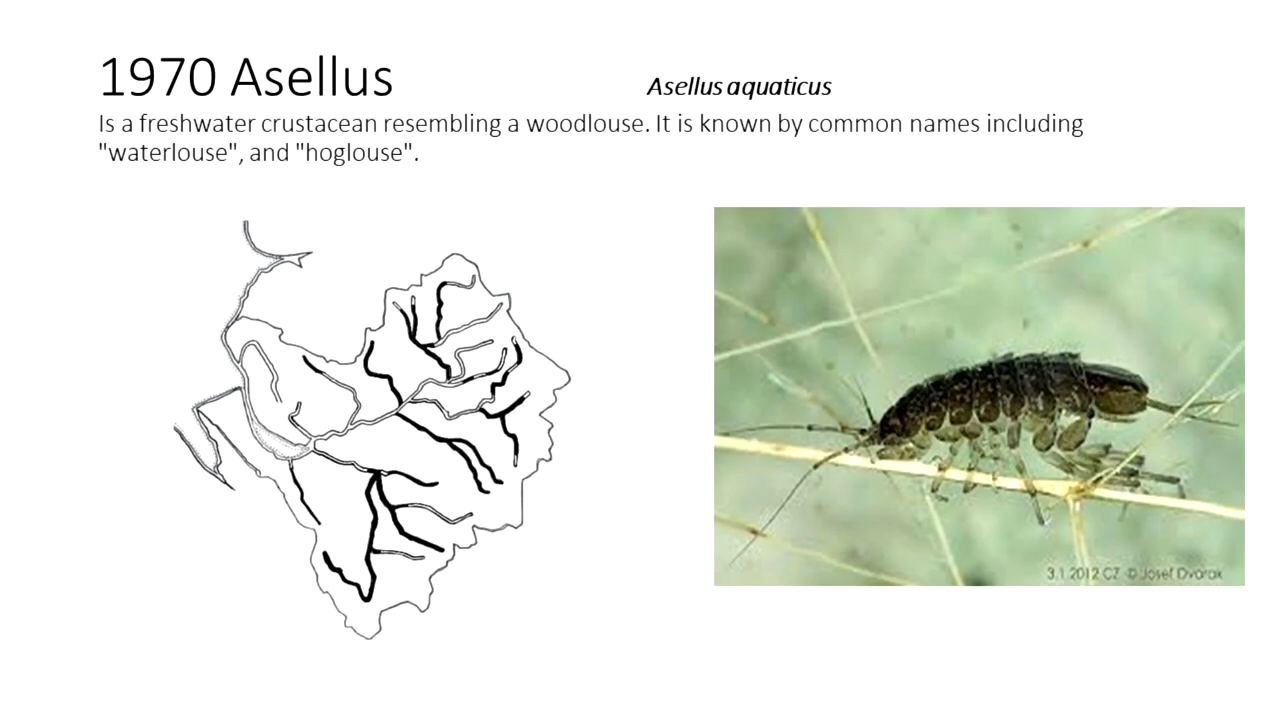 1970 Asellus
Asellus aquaticus
Is a freshwater crustacean resembling a woodlouse. It is known by common names including
"waterlouse", and "hoglouse".
3.1.2012 CZ © Josef Dvořák